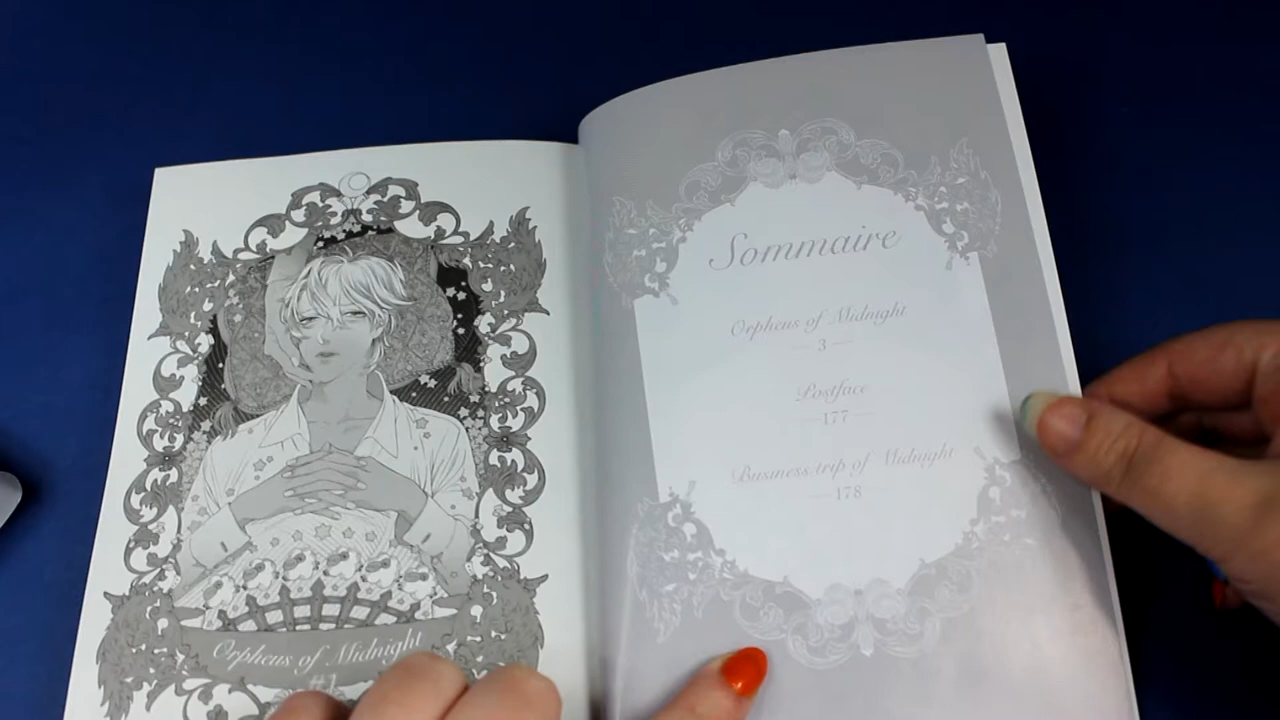 Orpheus of Midnight
#1
Sommaire
Orpheus of Midnight
— 3 —
Postface
— 177 —
Business trip of Midnight
— 178 —